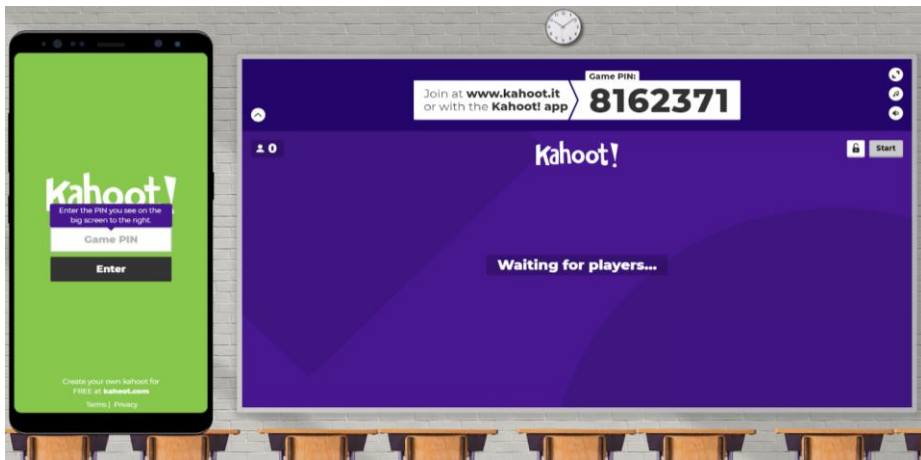 Kahoot!
Enter the PIN you see on the
big screen to the right.
Game PIN
Enter
Create your own kahoot for
FREE at kahoot.com
Terms | Privacy
Join at www.kahoot.it
or with the Kahoot! app
Game PIN:
8162371
0
Kahoot!
Start
Waiting for players...